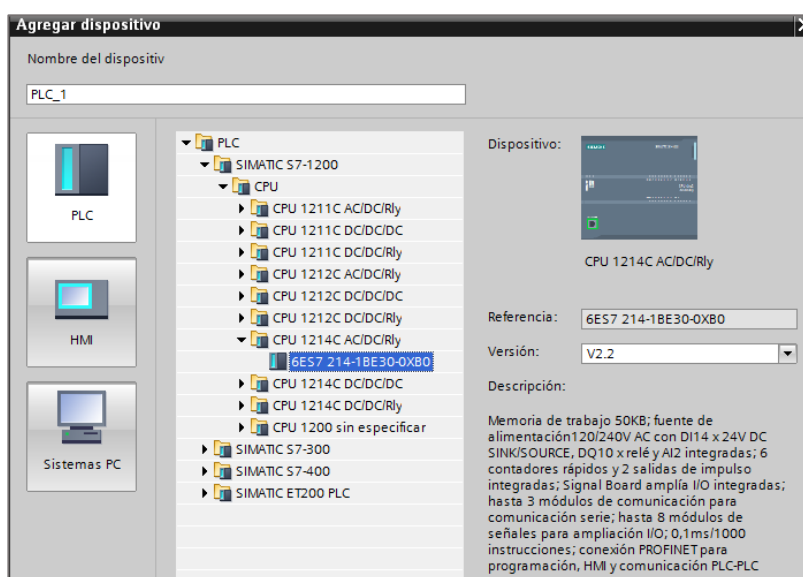 Agregar dispositivo
Nombre del dispositiv
PLC_1
PLC
HMI
Sistemas PC
PLC
SIMATIC S7-1200
CPU
CPU 1211C AC/DC/Rly
CPU 1211C DC/DC/DC
CPU 1211C DC/DC/Rly
CPU 1212C AC/DC/Rly
CPU 1212C DC/DC/DC
CPU 1212C DC/DC/Rly
CPU 1214C AC/DC/Rly
6ES7 214-1BE30-0XB0
CPU 1214C DC/DC/DC
CPU 1214C DC/DC/Rly
CPU 1200 sin especificar
SIMATIC S7-300
SIMATIC S7-400
SIMATIC ET200 PLC
Dispositivo:
CPU 1214C AC/DC/Rly
Referencia:
6ES7 214-1BE30-0XB0
Versión:
V2.2
Descripción:
Memoria de trabajo 50KB; fuente de
alimentación120/240V AC con DI14 x 24V DC
SINK/SOURCE, DQ10 x relé y AI2 integradas; 6
contadores rápidos y 2 salidas de impulso
integradas; Signal Board amplía I/O integradas;
hasta 3 módulos de comunicación para
comunicación serie; hasta 8 módulos de
señales para ampliación I/O; 0,1ms/1000
instrucciones; conexión PROFINET para
programación, HMI y comunicación PLC-PLC